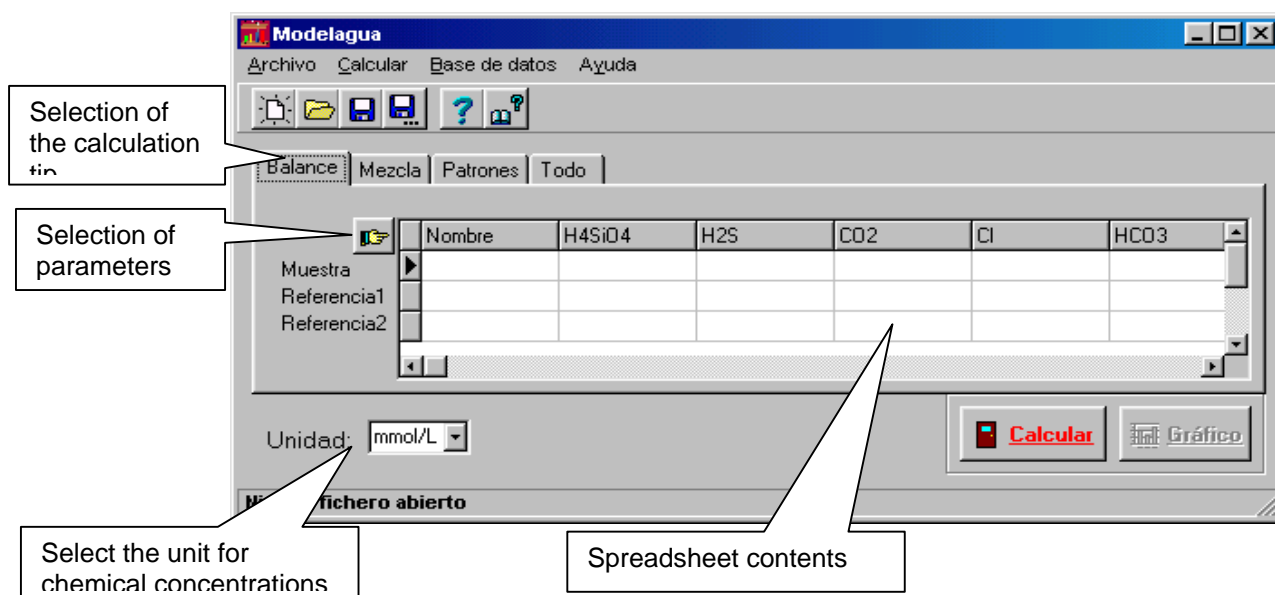 Modelagua
Archivo Calcular Base de datos Ayuda
Selection of
the calculation
tip
Balance Mezcla Patrones Todo
Selection of
parameters
Nombre H4SiO4 H2S CO2 Cl HCO3
Muestra
Referencia1
Referencia2
Unidad: mmol/L
Calcular Gráfico
fichero abierto
Select the unit for
chemical concentrations
Spreadsheet contents